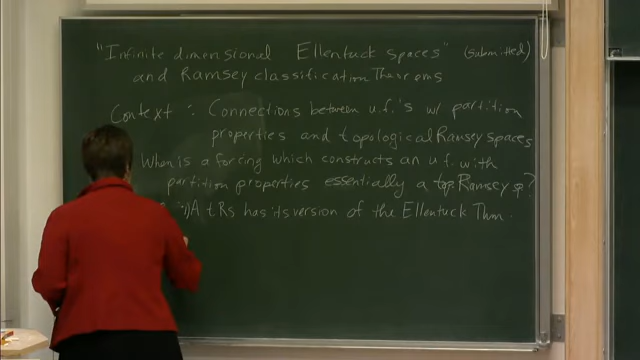 "Infinite dimensional Ellentuck spaces" (submitted)
and Ramsey classification Theorems
Context : Connections between u.f.'s w/ partition
properties and topological Ramsey spaces
When is a forcing which constructs an u.f. with
partition properties essentially a top. Ramsey sp?
1) A tRs has its version of the Ellentuck Thm.